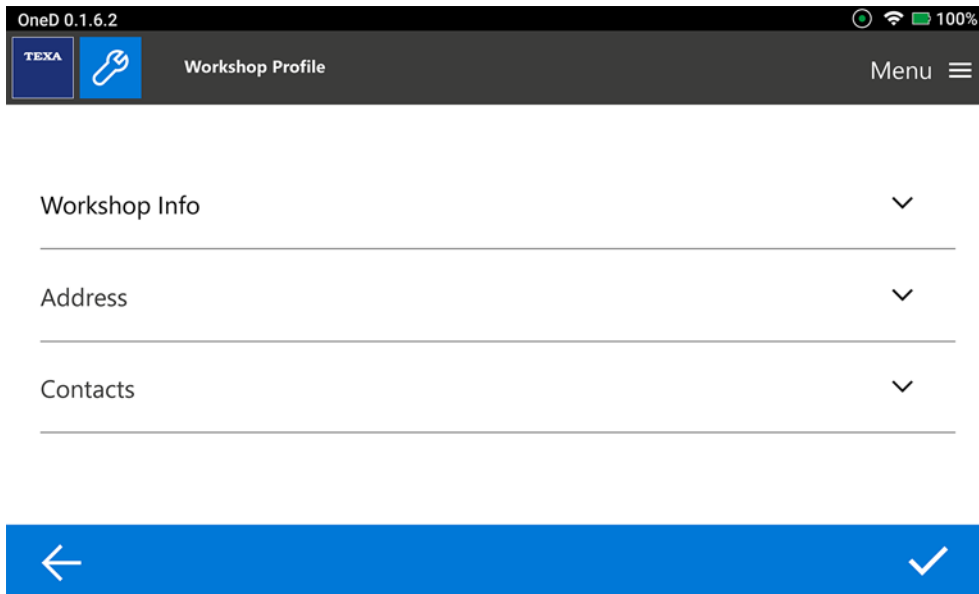 OneD 0.1.6.2 100%
TEXA Workshop Profile Menu
Workshop Info
Address
Contacts